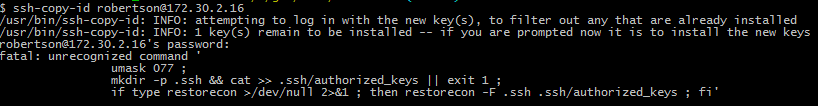 $ ssh-copy-id robertson@172.30.2.16
/usr/bin/ssh-copy-id: INFO: attempting to log in with the new key(s), to filter out any that are already installed
/usr/bin/ssh-copy-id: INFO: 1 key(s) remain to be installed -- if you are prompted now it is to install the new keys
robertson@172.30.2.16's password:
fatal: unrecognized command '
umask 077 ;
mkdir -p .ssh && cat >> .ssh/authorized_keys || exit 1 ;
if type restorecon >/dev/null 2>&1 ; then restorecon -F .ssh .ssh/authorized_keys ; fi'